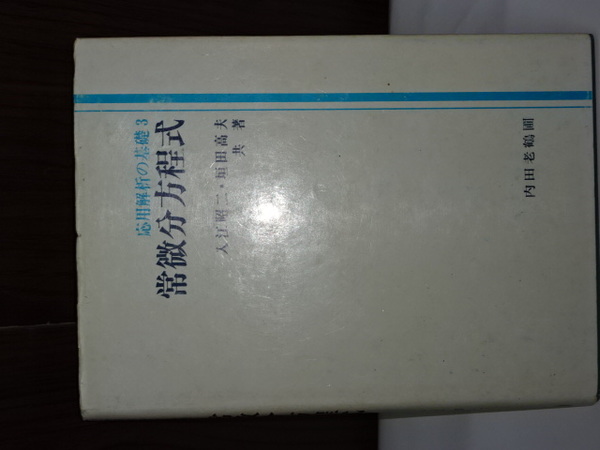 応用解析の基礎 3
常微分方程式
入江昭二・垣田高夫
共著
内田老鶴圃